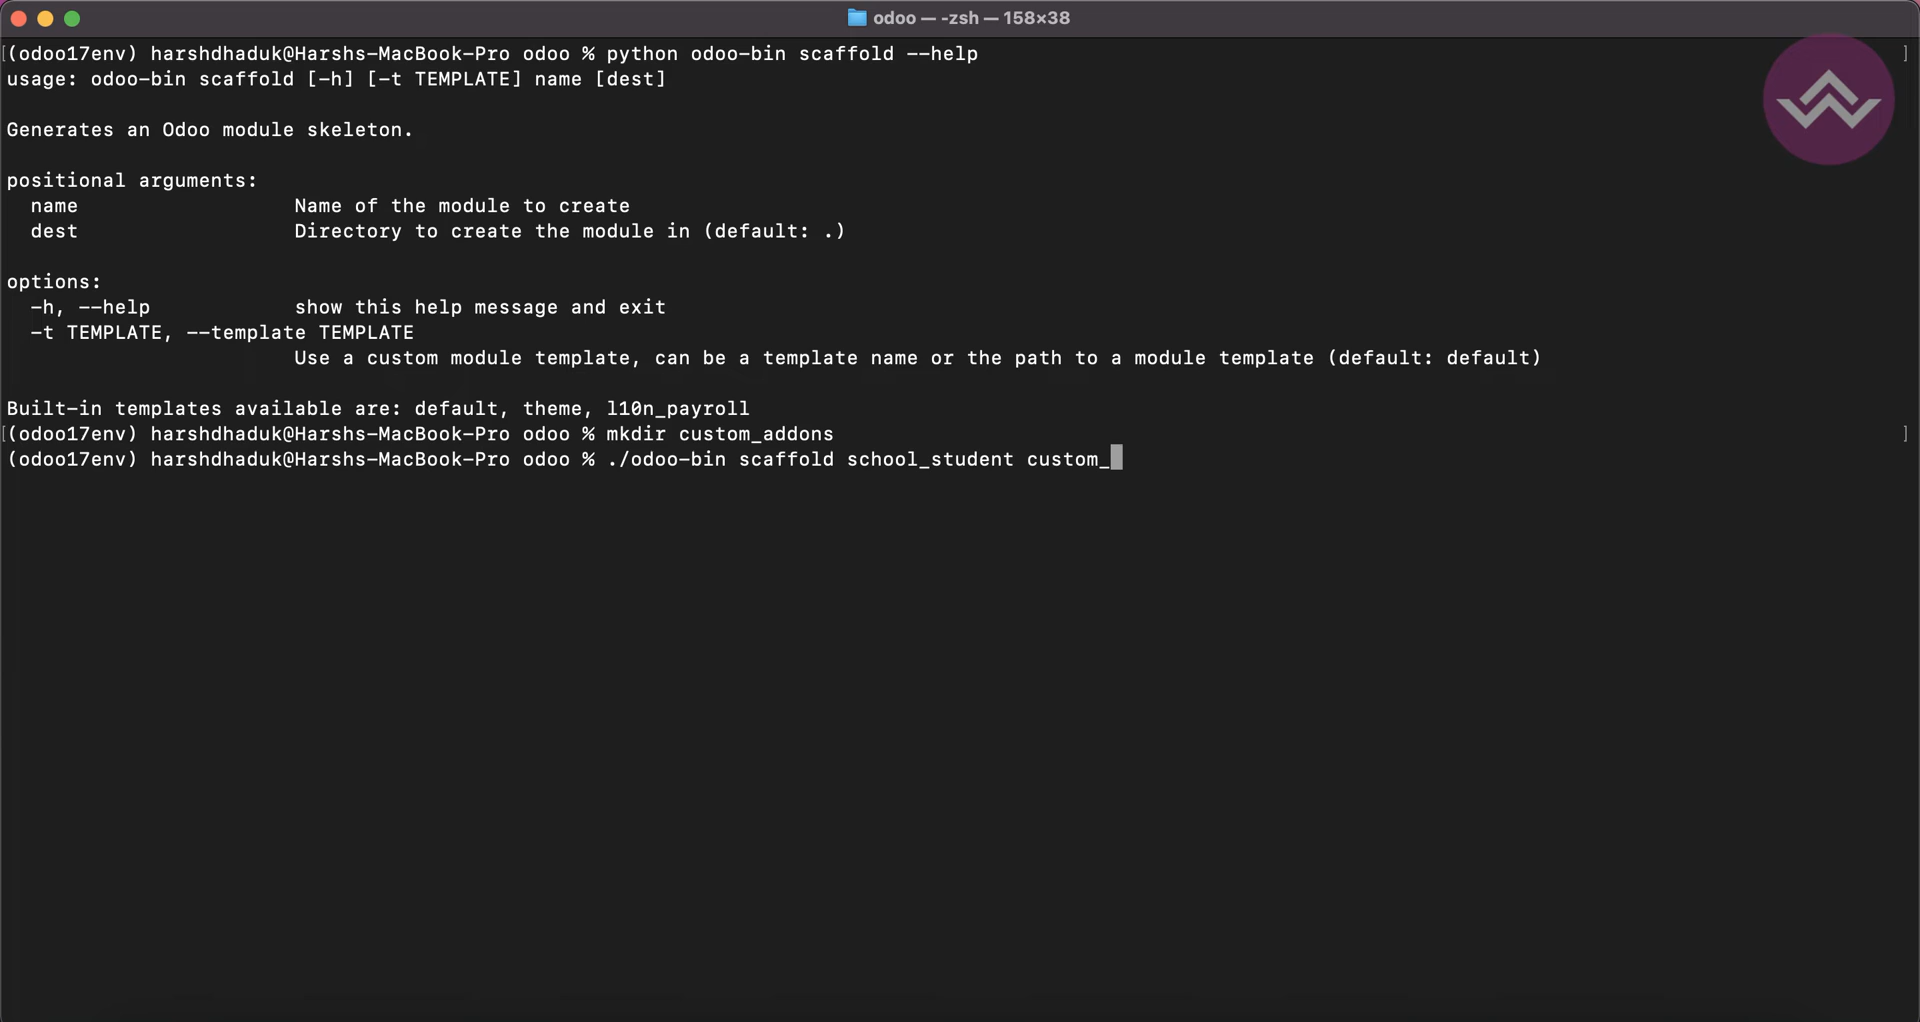 odoo — -zsh — 158×38
[(odoo17env) harshdhaduk@Harshs-MacBook-Pro odoo % python odoo-bin scaffold --help ]
usage: odoo-bin scaffold [-h] [-t TEMPLATE] name [dest]
Generates an Odoo module skeleton.
positional arguments:
  name                  Name of the module to create
  dest                  Directory to create the module in (default: .)
options:
  -h, --help            show this help message and exit
  -t TEMPLATE, --template TEMPLATE
                        Use a custom module template, can be a template name or the path to a module template (default: default)
Built-in templates available are: default, theme, l10n_payroll
[(odoo17env) harshdhaduk@Harshs-MacBook-Pro odoo % mkdir custom_addons ]
(odoo17env) harshdhaduk@Harshs-MacBook-Pro odoo % ./odoo-bin scaffold school_student custom_